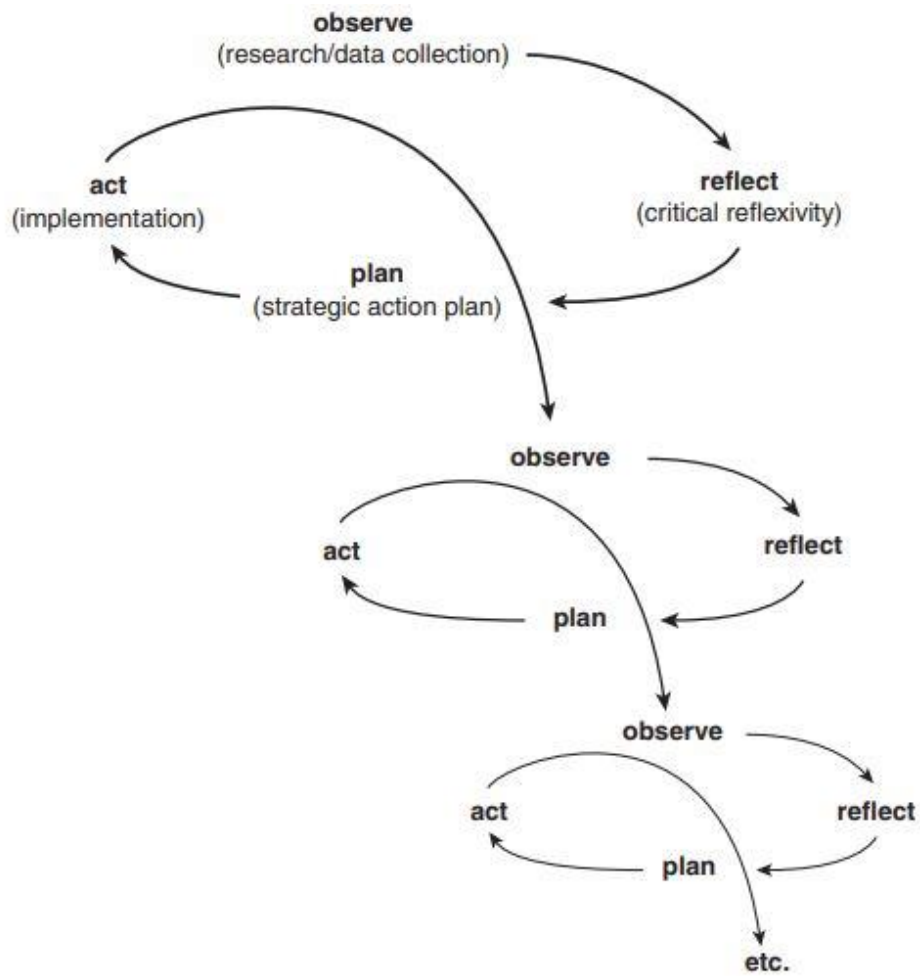 observe
(research/data collection)
reflect
(critical reflexivity)
plan
(strategic action plan)
act
(implementation)
observe
reflect
plan
act
observe
reflect
plan
act
etc.